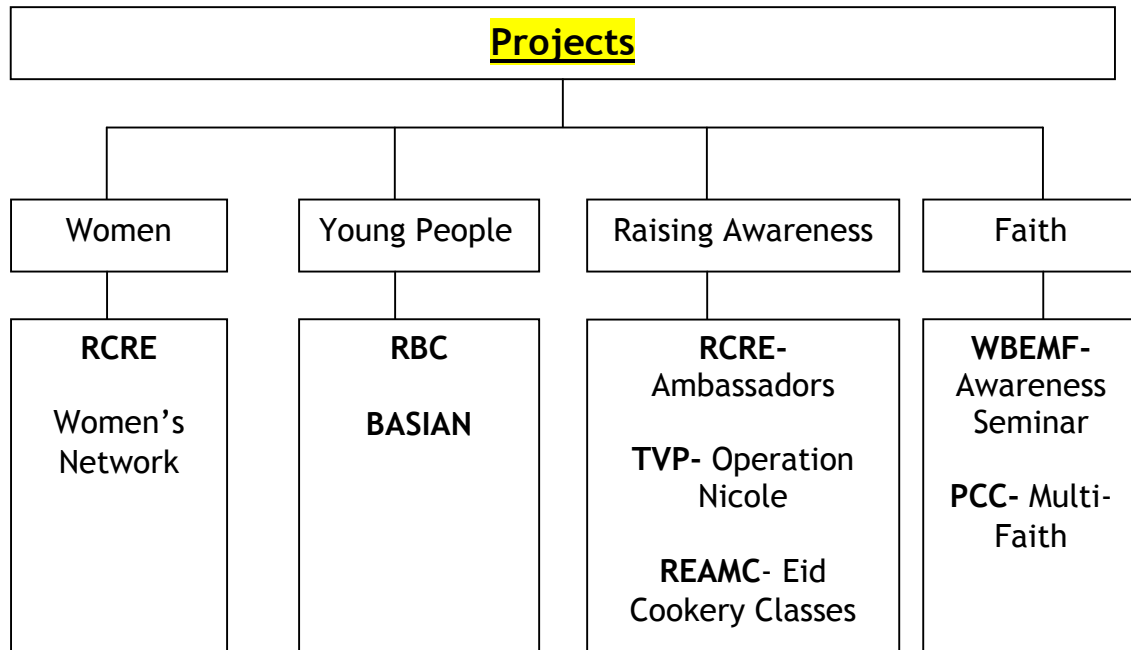 Projects
Women
Young People
Raising Awareness
Faith
RCRE
Women’s
Network
RBC
BASIAN
RCRE-
Ambassadors
TVP- Operation
Nicole
REAMC- Eid
Cookery Classes
WBEMF-
Awareness
Seminar
PCC- Multi-
Faith